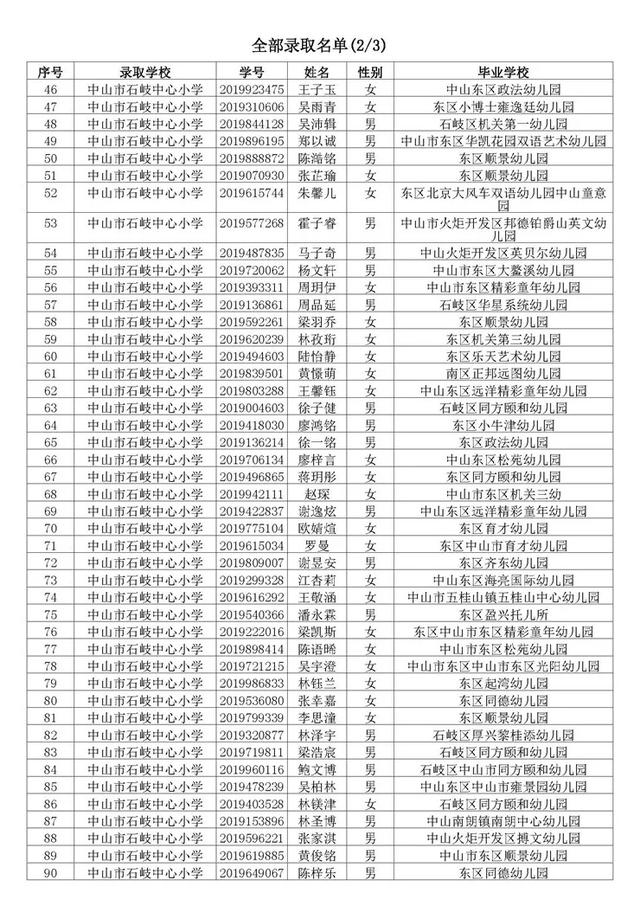 全部录取名单(2/3)
序号 录取学校 学号 姓名 性别 毕业学校
46 中山市石岐中心小学 2019923475 王子玉 女 中山东区政法幼儿园
47 中山市石岐中心小学 2019310606 吴雨青 女 东区小博士雍逸廷幼儿园
48 中山市石岐中心小学 2019844128 吴沛辑 男 石岐区机关第一幼儿园
49 中山市石岐中心小学 2019896195 郑以诚 男 中山市东区华凯花园双语艺术幼儿园
50 中山市石岐中心小学 2019888872 陈滷铭 男 东区顺景幼儿园
51 中山市石岐中心小学 2019070930 张芷瑜 女 东区顺景幼儿园
52 中山市石岐中心小学 2019615744 朱馨儿 女 东区北京大风车双语幼儿园中山童意
园
53 中山市石岐中心小学 2019577268 霍子睿 男 中山市火炬开发区邦德铂爵山英文幼
儿园
54 中山市石岐中心小学 2019487835 马子奇 男 中山火炬开发区英贝尔幼儿园
55 中山市石岐中心小学 2019720062 杨文轩 男 中山市东区大鳌溪幼儿园
56 中山市石岐中心小学 2019393311 周玥伊 女 中山市东区精彩童年幼儿园
57 中山市石岐中心小学 2019136861 周品延 男 石岐区华星系统幼儿园
58 中山市石岐中心小学 2019592261 梁羽乔 女 东区顺景幼儿园
59 中山市石岐中心小学 2019620239 林孜珩 女 东区机关第三幼儿园
60 中山市石岐中心小学 2019494603 陆怡静 女 东区乐天艺术幼儿园
61 中山市石岐中心小学 2019839501 黄憬萌 女 南区正邦远图幼儿园
62 中山市石岐中心小学 2019803288 王馨钰 女 中山东区远洋精彩童年幼儿园
63 中山市石岐中心小学 2019004603 徐子健 男 石岐区同方颐和幼儿园
64 中山市石岐中心小学 2019418030 廖鸿铭 男 东区小牛津幼儿园
65 中山市石岐中心小学 2019136214 徐一铭 男 东区政法幼儿园
66 中山市石岐中心小学 2019706134 廖梓言 女 中山东区松苑幼儿园
67 中山市石岐中心小学 2019496865 蒋玥彤 女 东区同方颐和幼儿园
68 中山市石岐中心小学 2019942111 赵琛 女 中山市东区机关三幼
69 中山市石岐中心小学 2019422837 谢逸炫 男 中山东区远洋精彩童年幼儿园
70 中山市石岐中心小学 2019775104 欧嬉煊 女 东区育才幼儿园
71 中山市石岐中心小学 2019615034 罗曼 女 东区中山市育才幼儿园
72 中山市石岐中心小学 2019809007 谢昱安 男 东区齐东幼儿园
73 中山市石岐中心小学 2019299328 江杏莉 女 中山东区海亮国际幼儿园
74 中山市石岐中心小学 2019616292 王敬涵 女 中山市五桂山镇五桂山中心幼儿园
75 中山市石岐中心小学 2019540366 潘永霖 男 东区盈兴托儿所
76 中山市石岐中心小学 2019222016 梁凯斯 女 东区中山市东区精彩童年幼儿园
77 中山市石岐中心小学 2019898414 陈语晞 女 中山市东区松苑幼儿园
78 中山市石岐中心小学 2019721215 吴宇澄 女 中山市东区中山市东区光阳幼儿园
79 中山市石岐中心小学 2019986833 林钰兰 女 东区起湾幼儿园
80 中山市石岐中心小学 2019536080 张幸嘉 女 东区同德幼儿园
81 中山市石岐中心小学 2019799339 李思潼 女 东区顺景幼儿园
82 中山市石岐中心小学 2019320877 林泽宇 男 石岐区厚兴黎桂添幼儿园
83 中山市石岐中心小学 2019719811 梁浩宸 男 石岐区同方颐和幼儿园
84 中山市石岐中心小学 2019960116 鲍文博 男 石岐区中山市同方颐和幼儿园
85 中山市石岐中心小学 2019478239 吴柏林 男 中山东区中山市雍景园幼儿园
86 中山市石岐中心小学 2019403528 林镁津 女 石岐区同方颐和幼儿园
87 中山市石岐中心小学 2019153896 林圣博 男 中山南朗镇南朗中心幼儿园
88 中山市石岐中心小学 2019596221 张家淇 男 中山火炬开发区搏文幼儿园
89 中山市石岐中心小学 2019619885 黄俊铭 男 中山市东区顺景幼儿园
90 中山市石岐中心小学 2019649067 陈梓乐 男 东区同德幼儿园